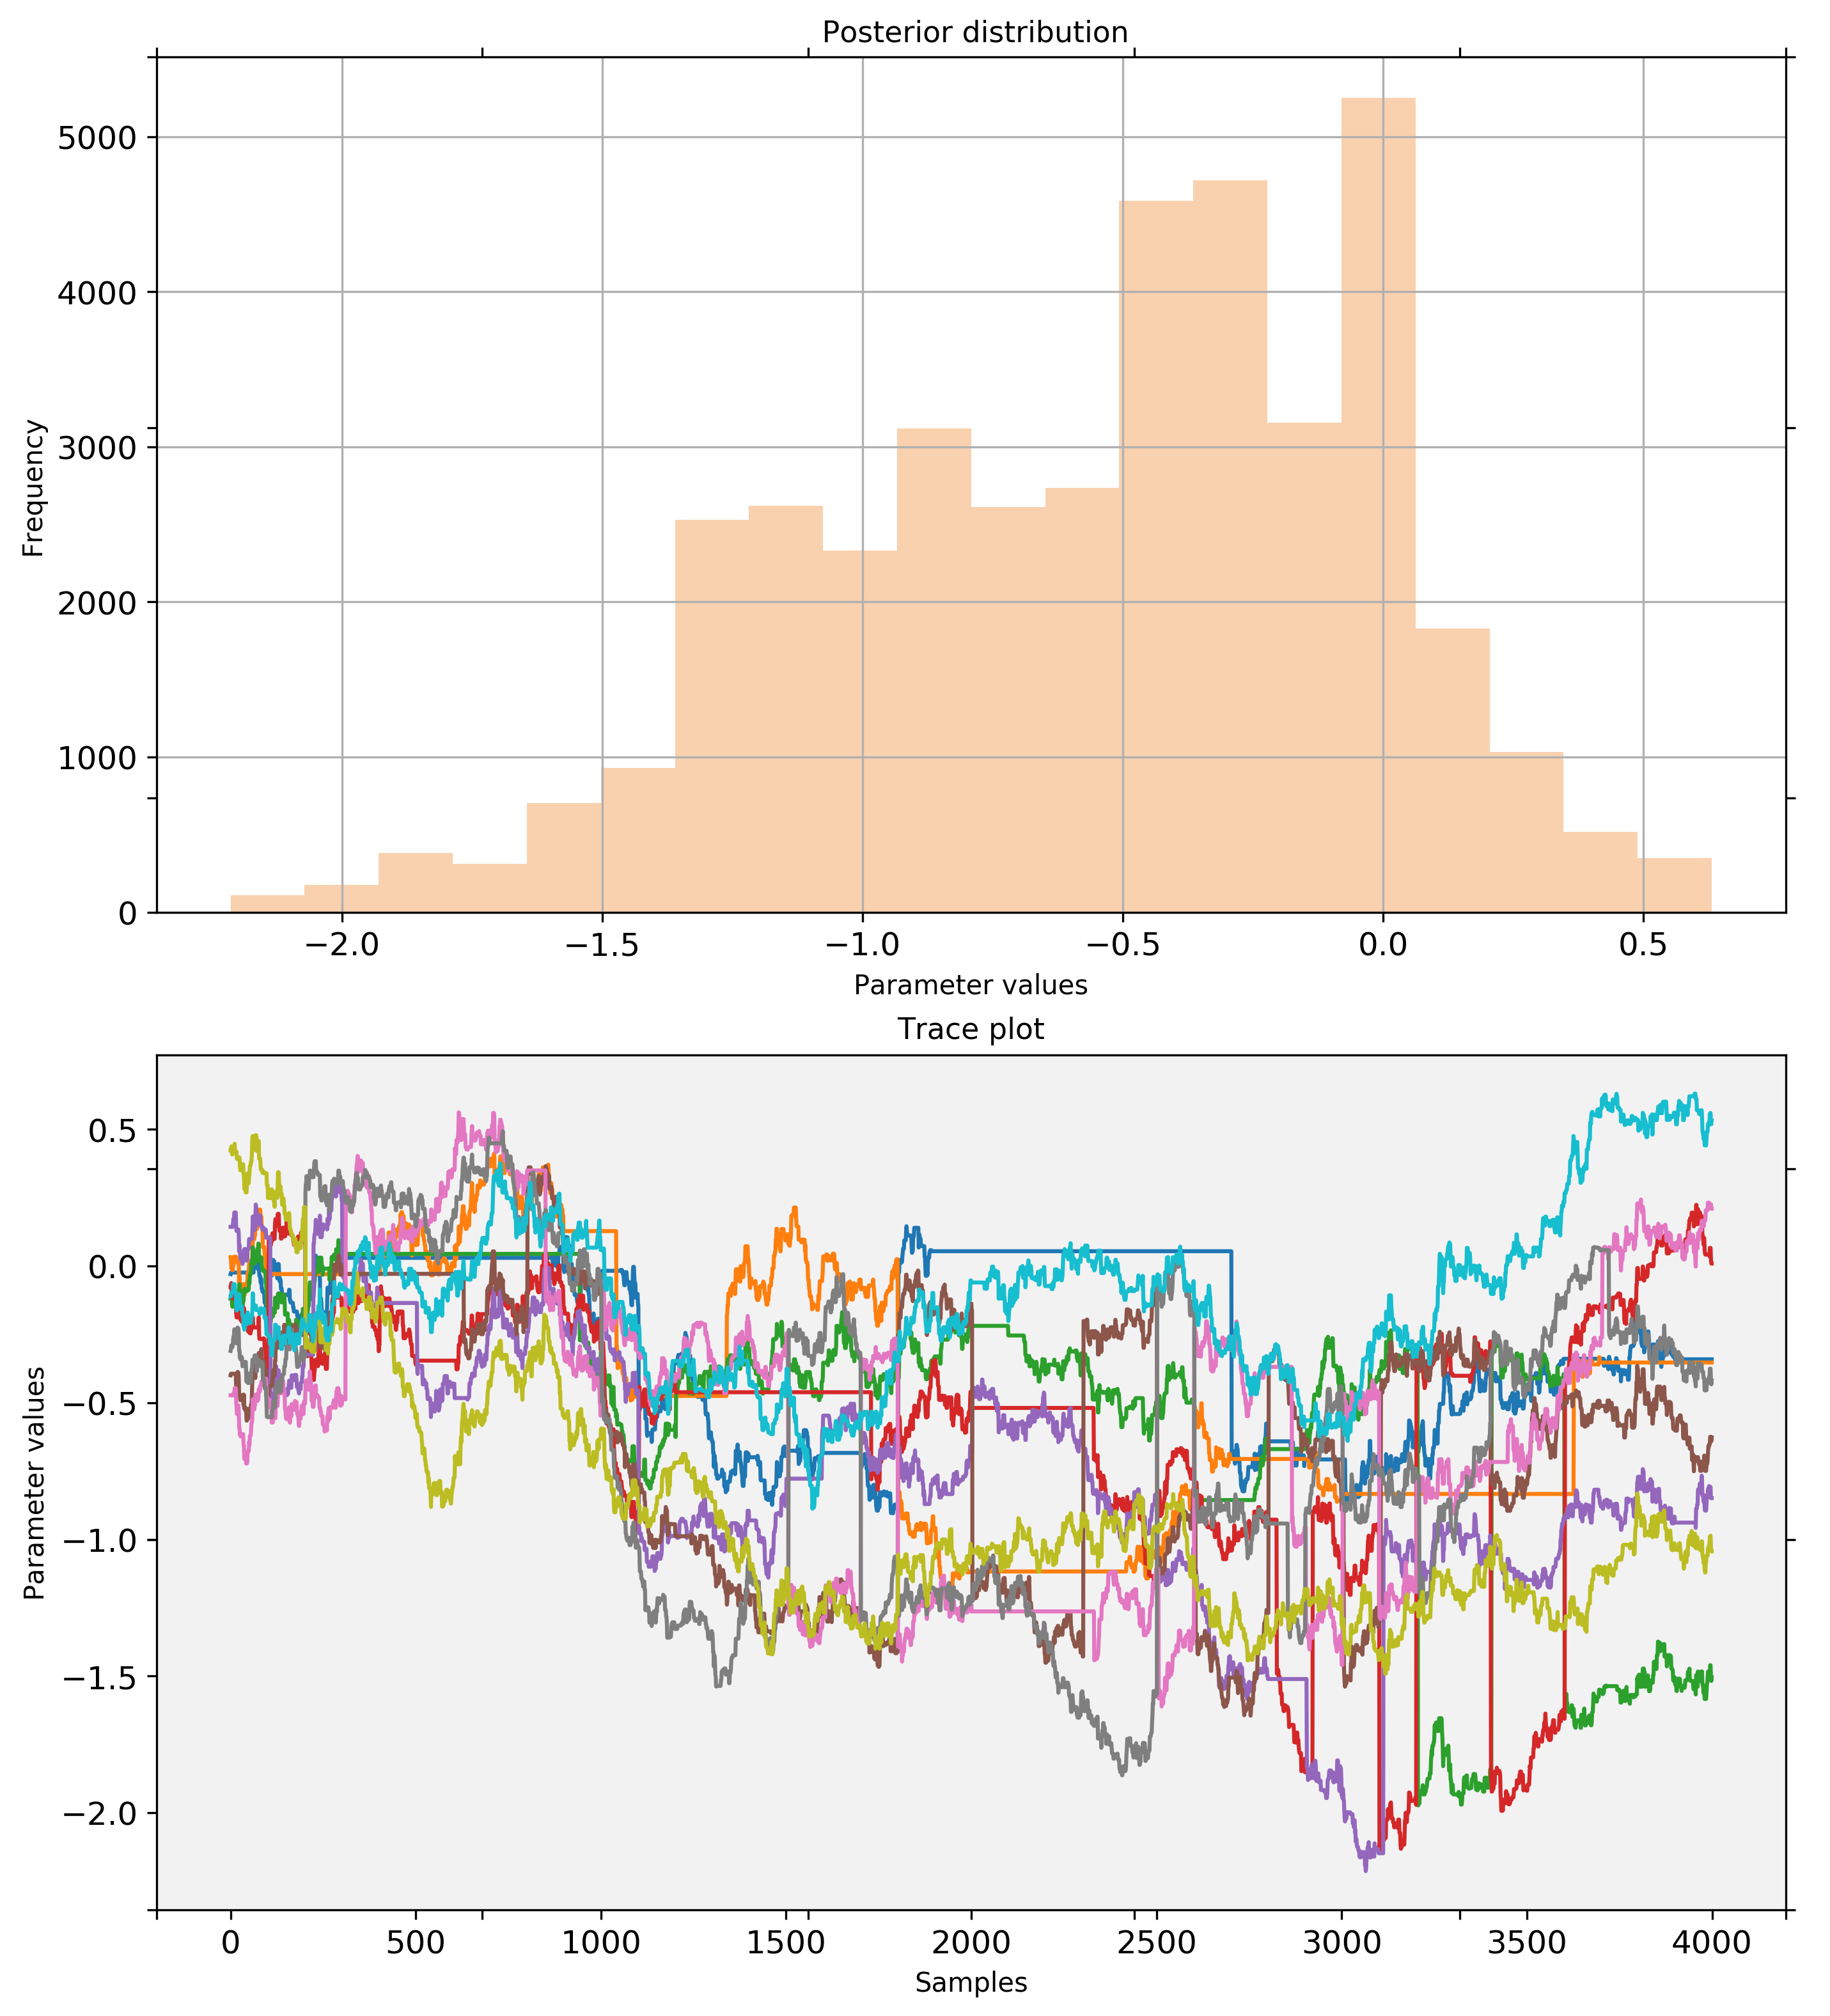 Posterior distribution
5000
4000
3000
2000
1000
0
Frequency
−2.0 −1.5 −1.0 −0.5 0.0 0.5
Parameter values
Trace plot
0.5
0.0
−0.5
−1.0
−1.5
−2.0
Parameter values
0 500 1000 1500 2000 2500 3000 3500 4000
Samples